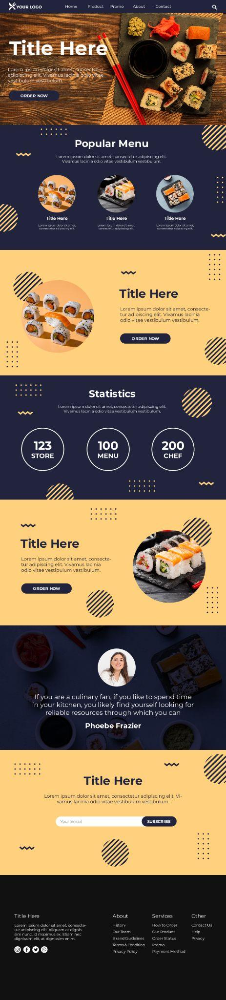 YOUR LOGO
Home Product Promo About Contact
Title Here
Lorem ipsum dolor sit amet, consectetur
adipiscing elit. Vivamus lacinia odio vitae
vestibulum vestibulum.
ORDER NOW
Popular Menu
Lorem ipsum dolor sit amet, consectetur adipiscing elit.
Vivamus lacinia odio vitae vestibulum vestibulum.
Title Here
Lorem ipsum dolor sit amet,
consectetur adipiscing elit.
Title Here
Lorem ipsum dolor sit amet,
consectetur adipiscing elit.
Title Here
Lorem ipsum dolor sit amet,
consectetur adipiscing elit.
Title Here
Lorem ipsum dolor sit amet, consecte-
tur adipiscing elit. Vivamus lacinia
odio vitae vestibulum vestibulum.
ORDER NOW
Statistics
Lorem ipsum dolor sit amet, consectetur adipiscing elit.
Vivamus lacinia odio vitae vestibulum vestibulum.
123
STORE
100
MENU
200
CHEF
Title Here
Lorem ipsum dolor sit amet, consecte-
tur adipiscing elit. Vivamus lacinia
odio vitae vestibulum vestibulum.
ORDER NOW
If you are a culinary fan, if you like to spend time
in your kitchen, you likely find yourself looking for
reliable resources through which you can
Phoebe Frazier
Title Here
Lorem ipsum dolor sit amet, consectetur adipiscing elit. Vi-
vamus lacinia odio vitae vestibulum vestibulum.
Your Email SUBSCRIBE
Title Here
Lorem ipsum dolor sit amet, consecte-
tur adipiscing elit. Aliquam at dignis-
sim nunc, id maximus ex. Etiam nec
dignissim elit, at dignissim enim.
About
History
Our Team
Brand Guidelines
Terms & Condition
Privacy Policy
Services
How to Order
Our Product
Order Status
Promo
Payment Method
Other
Contact Us
Help
Privacy